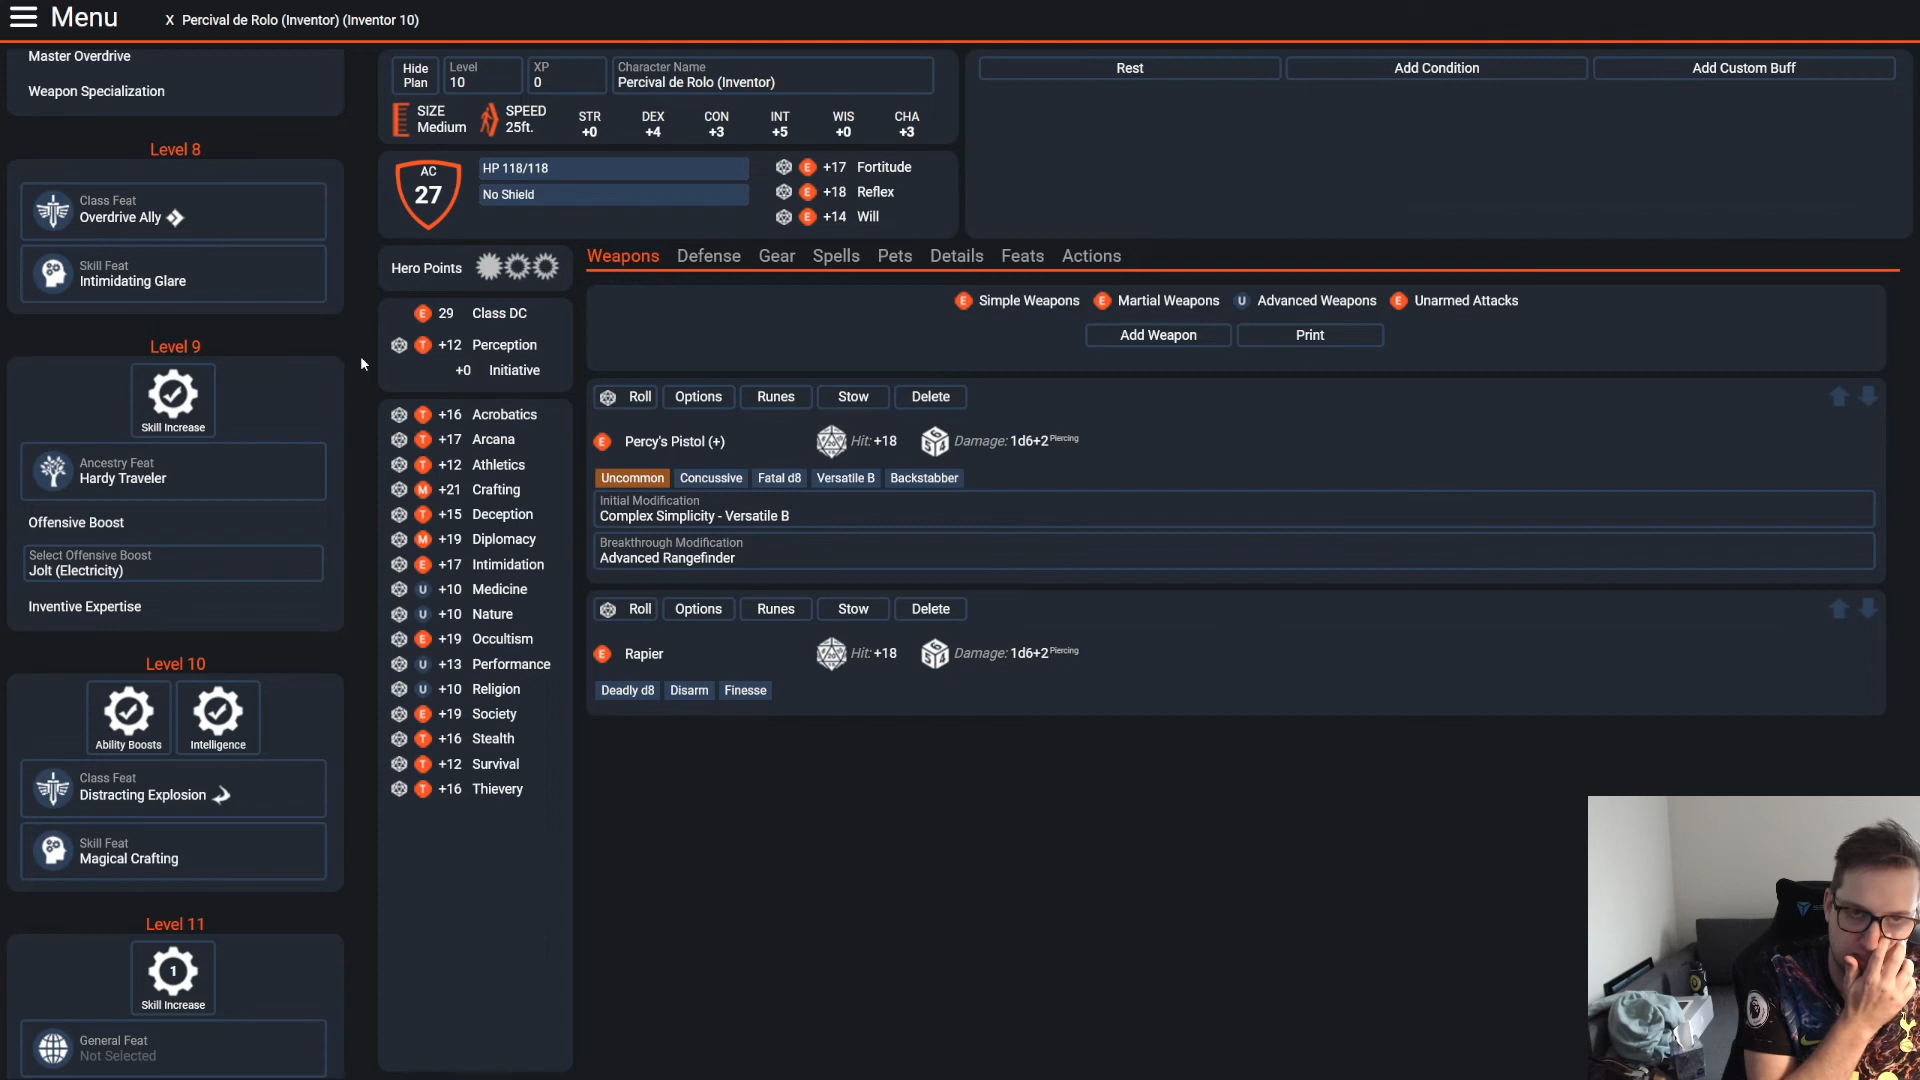 Menu
X Percival de Rolo (Inventor) (Inventor 10)
Master Overdrive
Weapon Specialization
Level 8
Class Feat
Overdrive Ally
Skill Feat
Intimidating Glare
Level 9
Skill Increase
Ancestry Feat
Hardy Traveler
Offensive Boost
Select Offensive Boost
Jolt (Electricity)
Inventive Expertise
Level 10
Ability Boosts
Intelligence
Class Feat
Distracting Explosion
Skill Feat
Magical Crafting
Level 11
1
Skill Increase
General Feat
Not Selected
Hide Plan
Level
10
XP
0
Character Name
Percival de Rolo (Inventor)
SIZE
Medium
SPEED
25ft.
STR
+0
DEX
+4
CON
+3
INT
+5
WIS
+0
CHA
+3
AC
27
HP 118/118
No Shield
E +17 Fortitude
E +18 Reflex
E +14 Will
Rest
Add Condition
Add Custom Buff
Hero Points
E 29 Class DC
T +12 Perception
+0 Initiative
T +16 Acrobatics
T +17 Arcana
T +12 Athletics
M +21 Crafting
T +15 Deception
M +19 Diplomacy
E +17 Intimidation
U +10 Medicine
U +10 Nature
E +19 Occultism
U +13 Performance
U +10 Religion
E +19 Society
T +16 Stealth
T +12 Survival
T +16 Thievery
Weapons Defense Gear Spells Pets Details Feats Actions
E Simple Weapons E Martial Weapons U Advanced Weapons E Unarmed Attacks
Add Weapon Print
Roll Options Runes Stow Delete
E Percy's Pistol (+) Hit: +18 Damage: 1d6+2 Piercing
Uncommon Concussive Fatal d8 Versatile B Backstabber
Initial Modification
Complex Simplicity - Versatile B
Breakthrough Modification
Advanced Rangefinder
Roll Options Runes Stow Delete
E Rapier Hit: +18 Damage: 1d6+2 Piercing
Deadly d8 Disarm Finesse